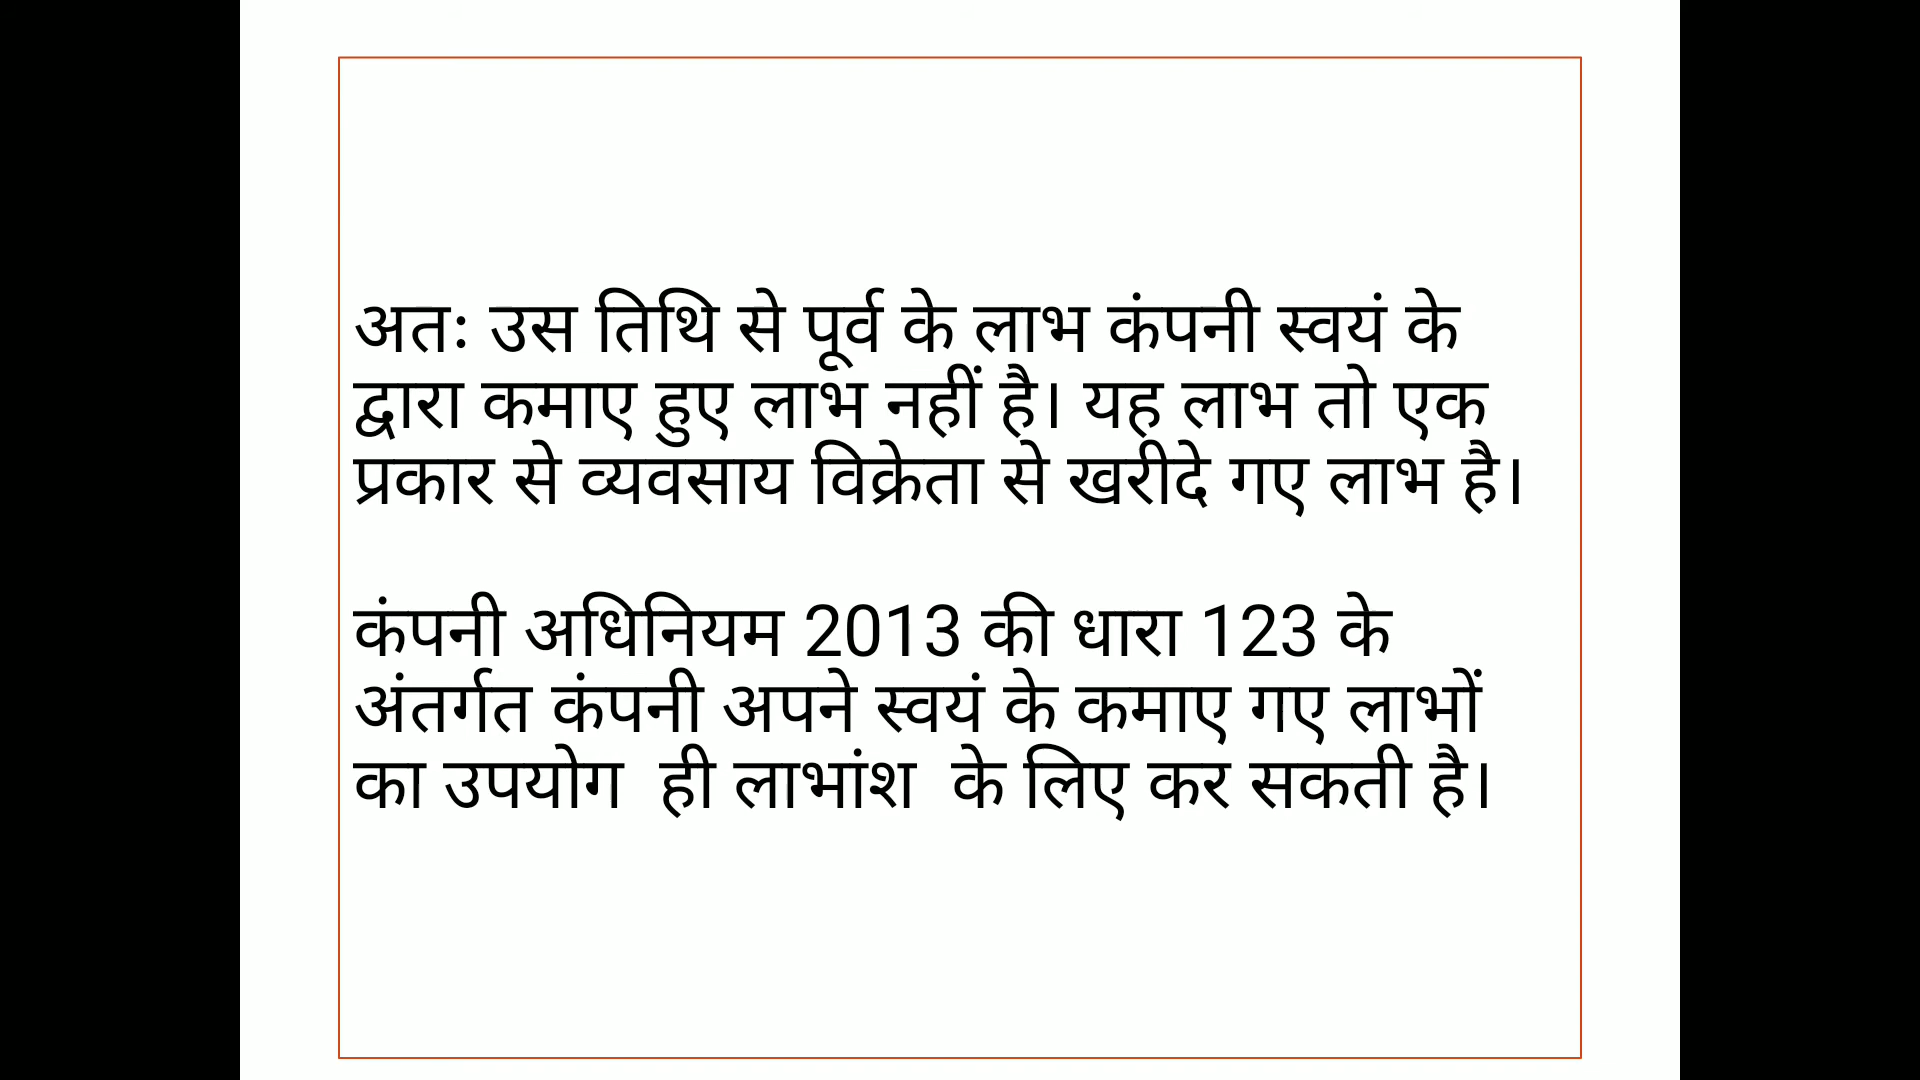 अतः उस तिथि से पूर्व के लाभ कंपनी स्वयं के
द्वारा कमाए हुए लाभ नहीं है। यह लाभ तो एक
प्रकार से व्यवसाय विक्रेता से खरीदे गए लाभ है।
कंपनी अधिनियम 2013 की धारा 123 के
अंतर्गत कंपनी अपने स्वयं के कमाए गए लाभों
का उपयोग  ही लाभांश  के लिए कर सकती है।